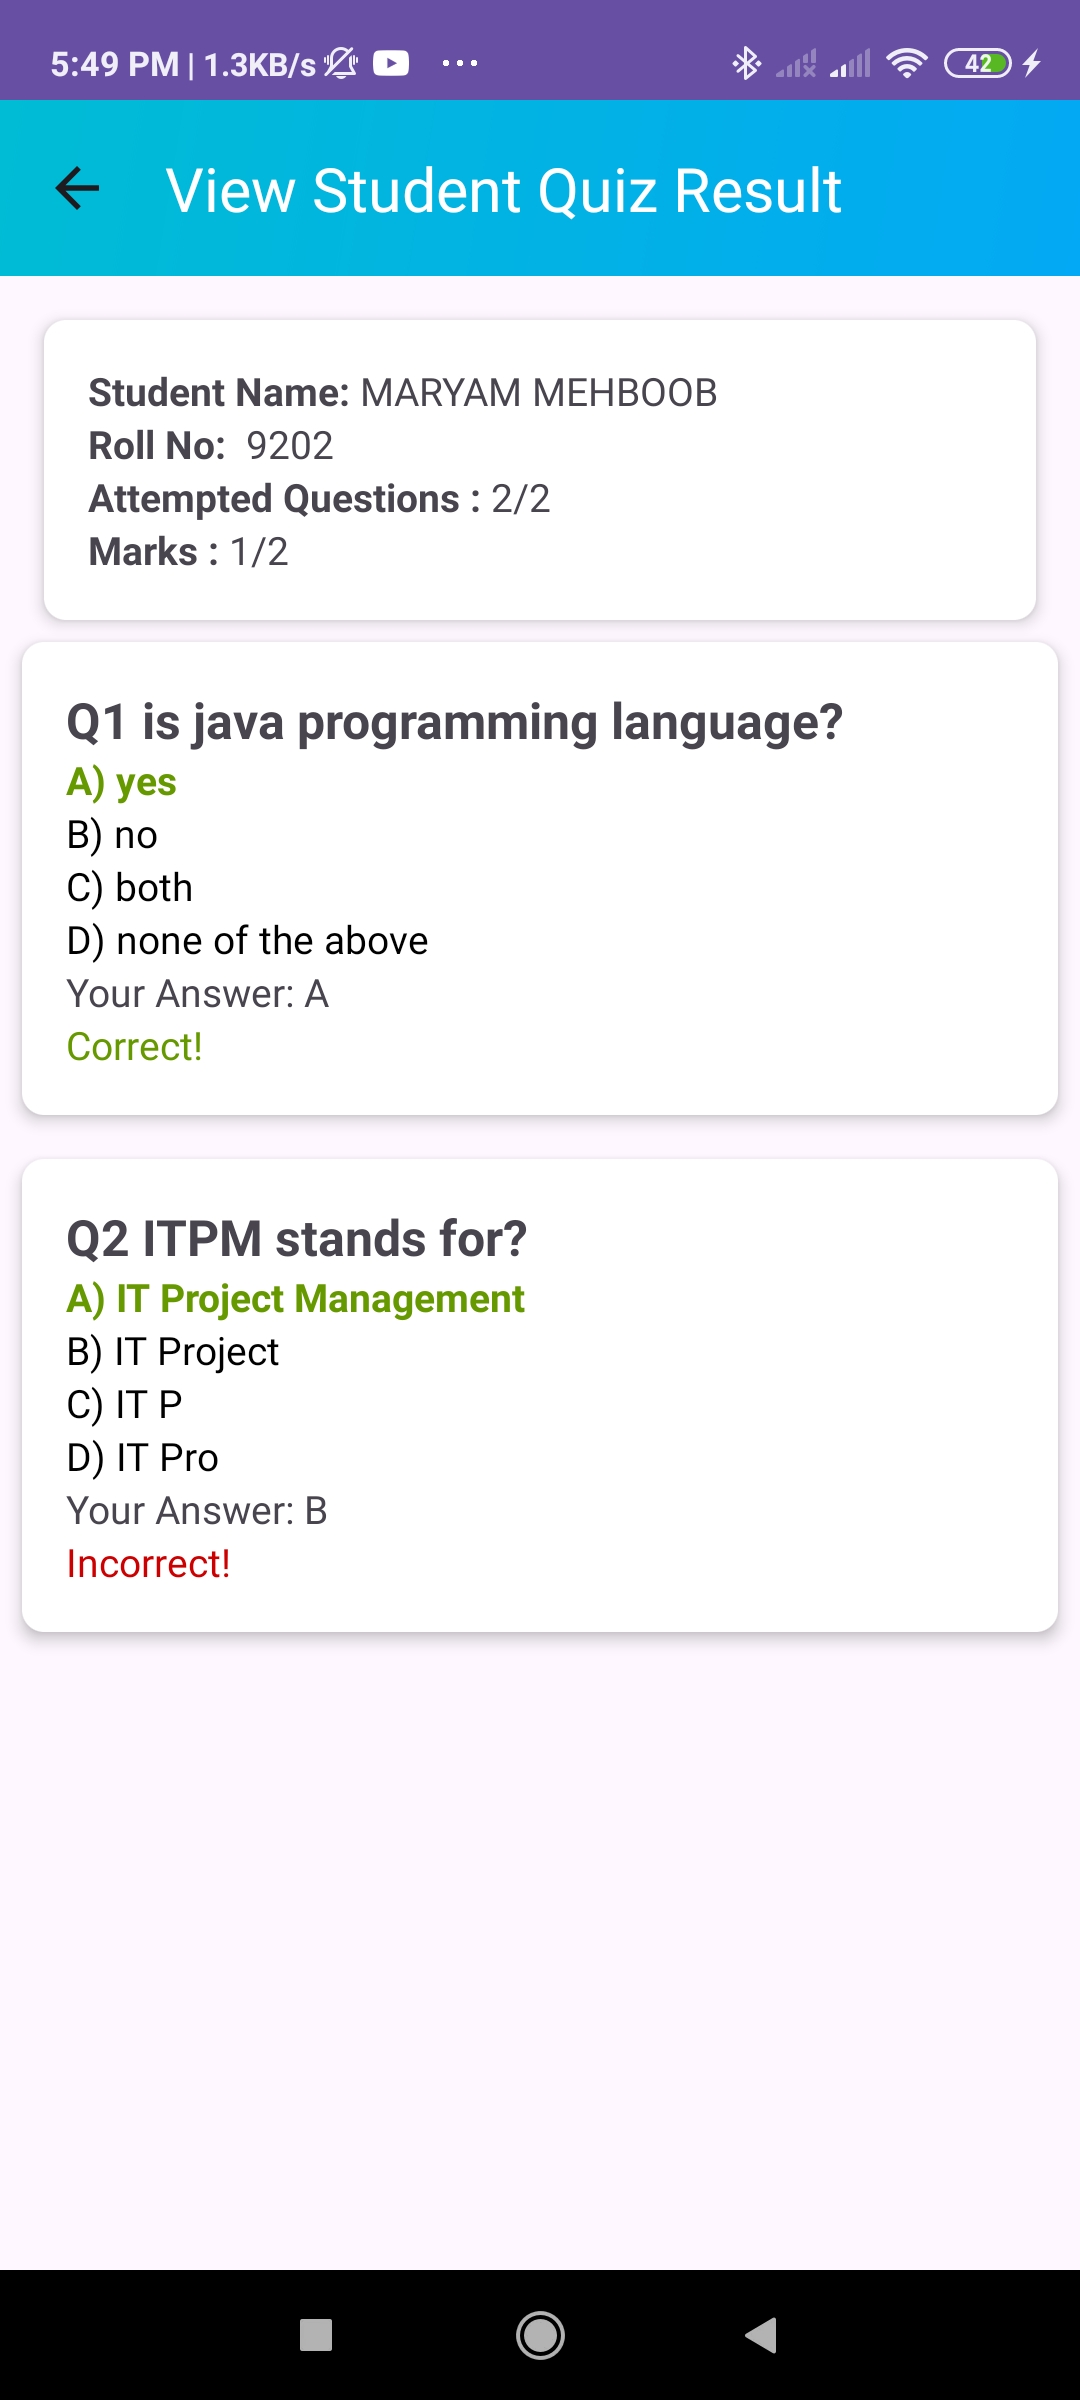 5:49 PM | 1.3KB/s ... 42
View Student Quiz Result
Student Name: MARYAM MEHBOOB
Roll No: 9202
Attempted Questions : 2/2
Marks : 1/2
Q1 is java programming language?
A) yes
B) no
C) both
D) none of the above
Your Answer: A
Correct!
Q2 ITPM stands for?
A) IT Project Management
B) IT Project
C) IT P
D) IT Pro
Your Answer: B
Incorrect!